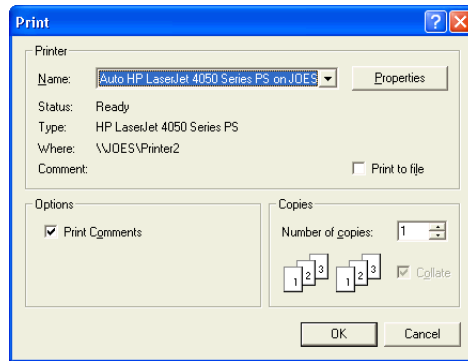 Print
Printer
Name: Auto HP LaserJet 4050 Series PS on JOES Properties
Status: Ready
Type: HP LaserJet 4050 Series PS
Where: \\JOES\Printer2
Comment: Print to file
Options
Print Comments
Copies
Number of copies: 1
1 2 3 1 2 3 Collate
OK Cancel